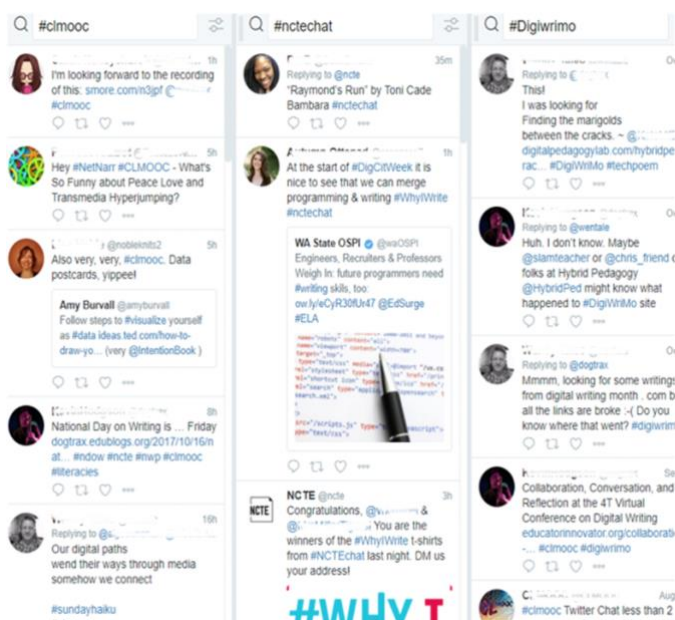 #clmooc
1h
I'm looking forward to the recording
of this: smore.com/n3jpf
#clmooc
5h
Hey #NetNarr #CLMOOC - What's
So Funny about Peace Love and
Transmedia Hyperjumping?
@nobleknits2 5h
Also very, very, #clmooc. Data
postcards, yippee!
Amy Burvall @amyburvall
Follow steps to #visualize yourself
as #data ideas.ted.com/how-to-
draw-yo... (very @IntentionBook )
8h
National Day on Writing is ... Friday
dogtrax.edublogs.org/2017/10/16/n
at... #ndow #ncte #nwp #clmooc
#literacies
16h
Replying to
Our digital paths
wend their ways through media
somehow we connect
#sundayhaiku
#nctechat
35m
Replying to @ncte
“Raymond’s Run” by Toni Cade
Bambara #nctechat
1h
At the start of #DigCitWeek it is
nice to see that we can merge
programming & writing #WhyIWrite
#nctechat
WA State OSPI @waOSPI
Engineers, Recruiters & Professors
Weigh In: future programmers need
#writing skils, too:
ow.ly/eCyR30fUr47 @EdSurge
#ELA
NCTE
NCTE @ncte 3h
Congratulations, &
You are the
winners of the #WhyIWrite t-shirts
from #NCTEchat last night. DM us
your address!
#WHY I
#Digiwrimo
Replying to
This!
I was looking for
Finding the marigolds
between the cracks. ~
digitalpedagogylab.com/hybridpe
rac... #DigiWriMo #techpoem
Replying to @wentale
Huh. I don't know. Maybe
@slamteacher or @chris_friend
folks at Hybrid Pedagogy
@HybridPed might know what
happened to #DigiWriMo site
Replying to @dogtrax
Mmmm, looking for some writings
from digital writing month . com b
all the links are broke :-( Do you
know where that went? #digiwrim
Collaboration, Conversation, and
Reflection at the 4T Virtual
Conference on Digital Writing
educatorinnovator.org/collaborati
-... #clmooc #digiwrimo
Aug
#clmooc Twitter Chat less than 2